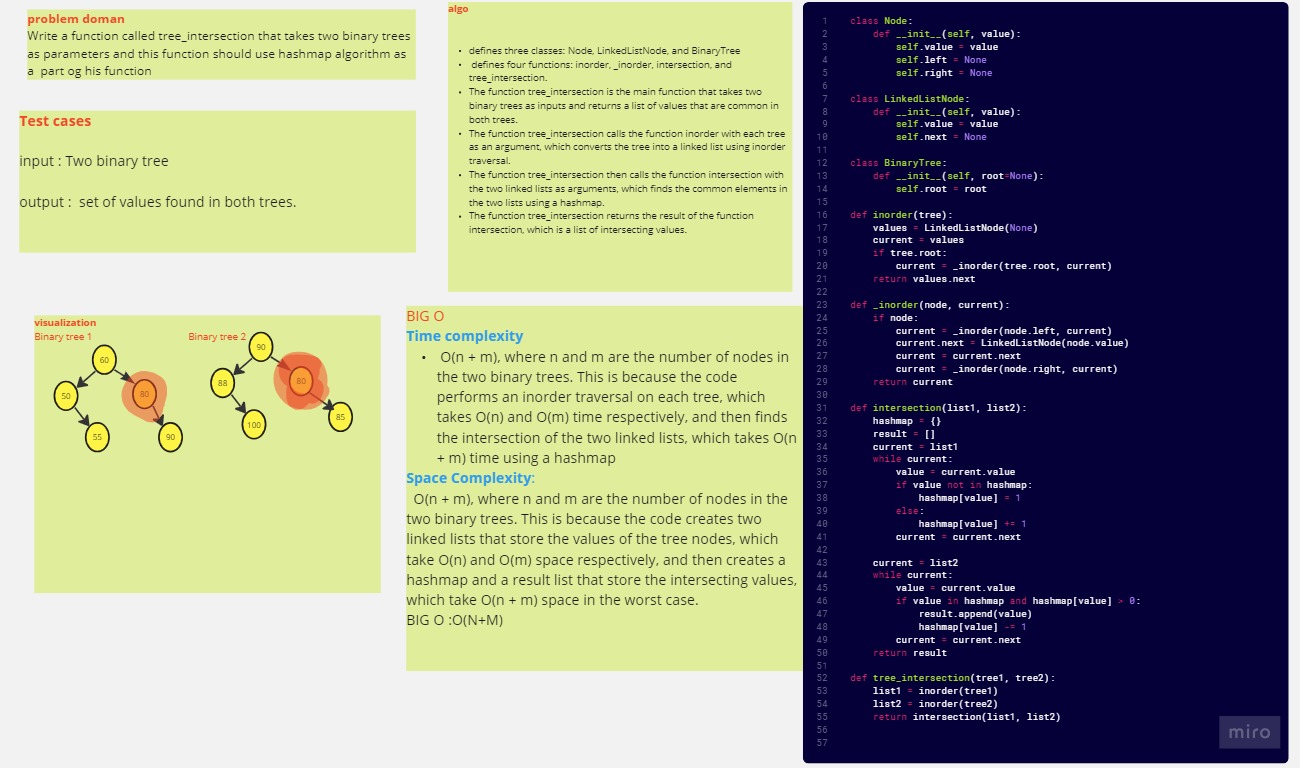 problem doman
Write a function called tree_intersection that takes two binary trees
as parameters and this function should use hashmap algorithm as
a  part og his function
Test cases
input : Two binary tree
output :  set of values found in both trees.
visualization
Binary tree 1
60
50
80
55
90
Binary tree 2
90
88
80
100
85
algo
• defines three classes: Node, LinkedListNode, and BinaryTree
• defines four functions: inorder, _inorder, intersection, and
tree_intersection.
• The function tree_intersection is the main function that takes two
binary trees as inputs and returns a list of values that are common in
both trees.
• The function tree_intersection calls the function inorder with each tree
as an argument, which converts the tree into a linked list using inorder
traversal.
• The function tree_intersection then calls the function intersection with
the two linked lists as arguments, which finds the common elements in
the two lists using a hashmap.
• The function tree_intersection returns the result of the function
intersection, which is a list of intersecting values.
BIG O
Time complexity
• O(n + m), where n and m are the number of nodes in
the two binary trees. This is because the code
performs an inorder traversal on each tree, which
takes O(n) and O(m) time respectively, and then finds
the intersection of the two linked lists, which takes O(n
+ m) time using a hashmap
Space Complexity:
O(n + m), where n and m are the number of nodes in the
two binary trees. This is because the code creates two
linked lists that store the values of the tree nodes, which
take O(n) and O(m) space respectively, and then creates a
hashmap and a result list that store the intersecting values,
which take O(n + m) space in the worst case.
BIG O :O(N+M)
1 class Node:
2     def __init__(self, value):
3         self.value = value
4         self.left = None
5         self.right = None
6
7 class LinkedListNode:
8     def __init__(self, value):
9         self.value = value
10         self.next = None
11
12 class BinaryTree:
13     def __init__(self, root=None):
14         self.root = root
15
16 def inorder(tree):
17     values = LinkedListNode(None)
18     current = values
19     if tree.root:
20         current = _inorder(tree.root, current)
21     return values.next
22
23 def _inorder(node, current):
24     if node:
25         current = _inorder(node.left, current)
26         current.next = LinkedListNode(node.value)
27         current = current.next
28         current = _inorder(node.right, current)
29     return current
30
31 def intersection(list1, list2):
32     hashmap = {}
33     result = []
34     current = list1
35     while current:
36         value = current.value
37         if value not in hashmap:
38             hashmap[value] = 1
39         else:
40             hashmap[value] += 1
41         current = current.next
42
43     current = list2
44     while current:
45         value = current.value
46         if value in hashmap and hashmap[value] > 0:
47             result.append(value)
48             hashmap[value] -= 1
49         current = current.next
50     return result
51
52 def tree_intersection(tree1, tree2):
53     list1 = inorder(tree1)
54     list2 = inorder(tree2)
55     return intersection(list1, list2)
56
57
miro